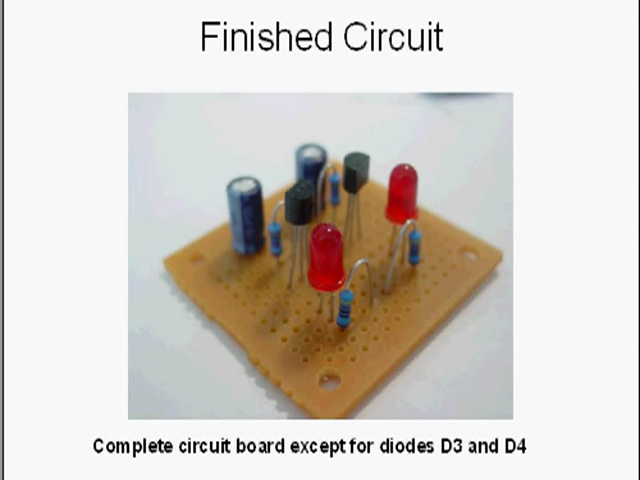 Finished Circuit
Complete circuit board except for diodes D3 and D4